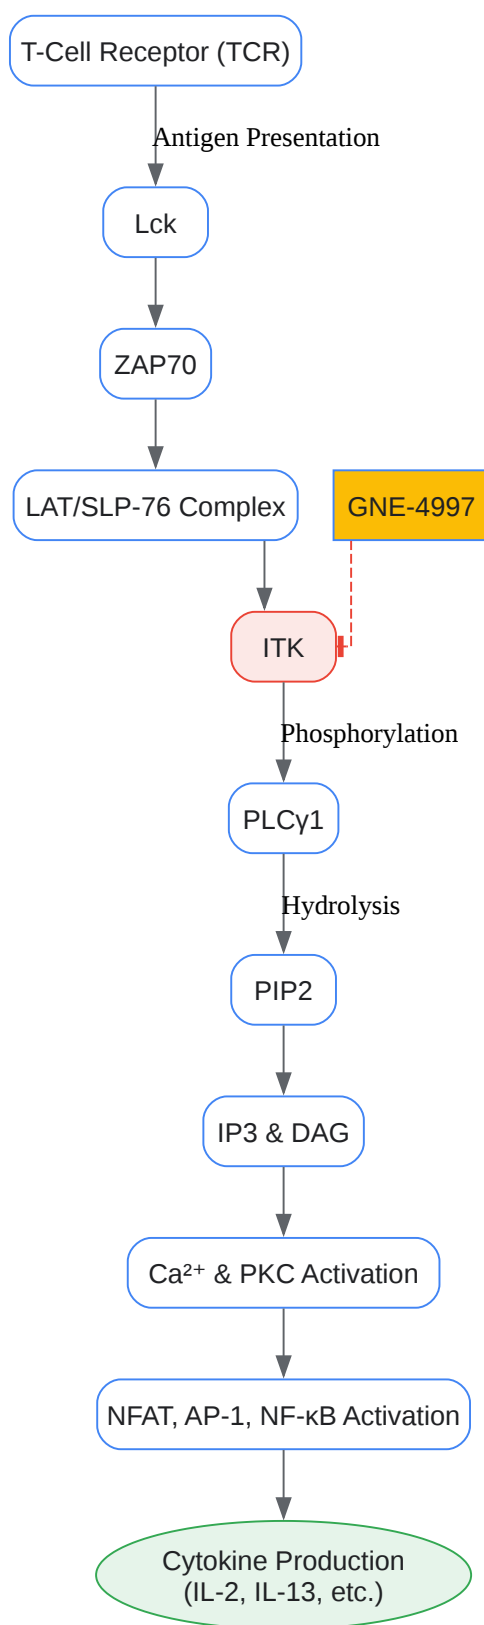 T-Cell Receptor (TCR)
Antigen Presentation
Lck
ZAP70
LAT/SLP-76 Complex
GNE-4997
ITK
Phosphorylation
PLCγ1
Hydrolysis
PIP2
IP3 & DAG
Ca²⁺ & PKC Activation
NFAT, AP-1, NF-κB Activation
Cytokine Production
(IL-2, IL-13, etc.)